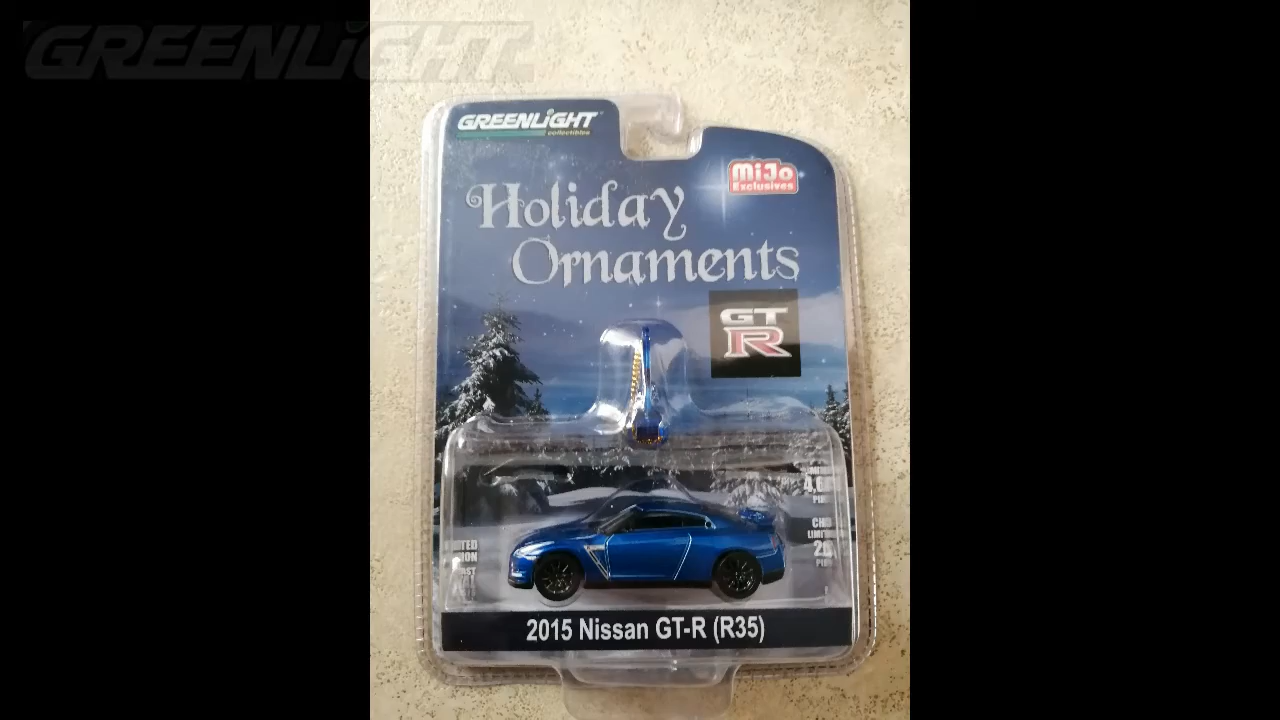 GREENLiGHT
GREENLiGHT
collectibles
MiJo
Exclusives
Holiday
Ornaments
GT
R
2015 Nissan GT-R (R35)